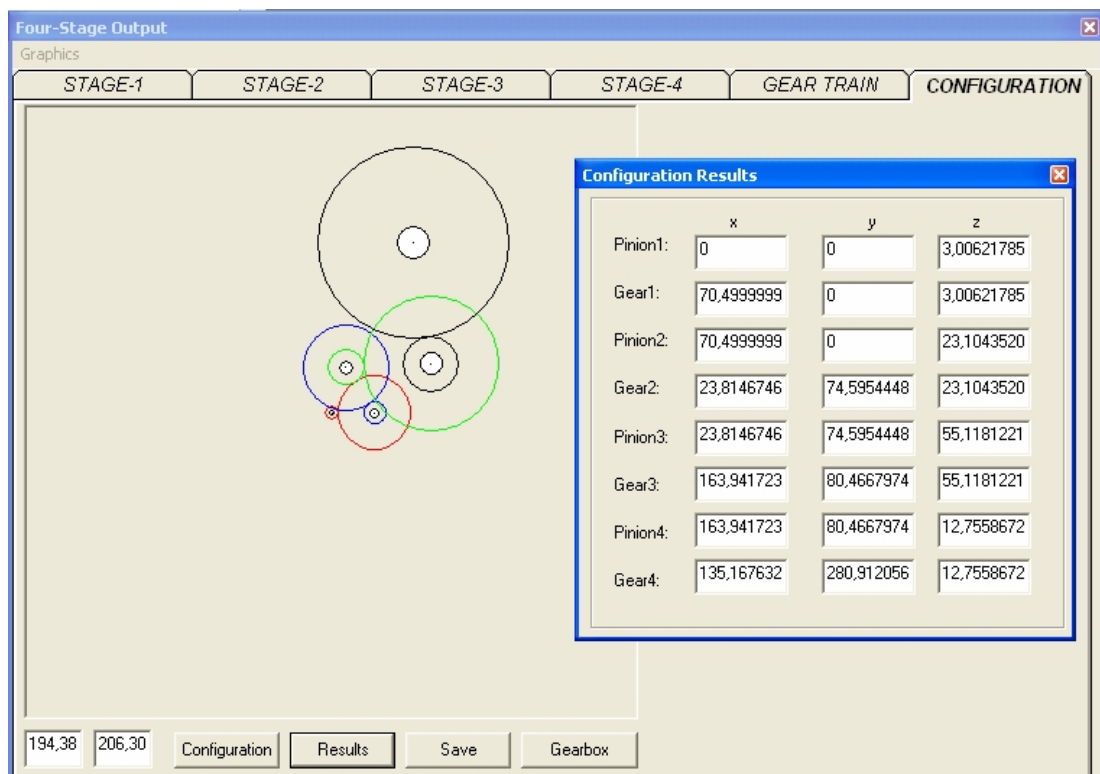 Four-Stage Output
Graphics
STAGE-1 STAGE-2 STAGE-3 STAGE-4 GEAR TRAIN CONFIGURATION
Configuration Results
x y z
Pinion1: 0 0 3,00621785
Gear1: 70,4999999 0 3,00621785
Pinion2: 70,4999999 0 23,1043520
Gear2: 23,8146746 74,5954448 23,1043520
Pinion3: 23,8146746 74,5954448 55,1181221
Gear3: 163,941723 80,4667974 55,1181221
Pinion4: 163,941723 80,4667974 12,7558672
Gear4: 135,167632 280,912056 12,7558672
194,38 206,30 Configuration Results Save Gearbox